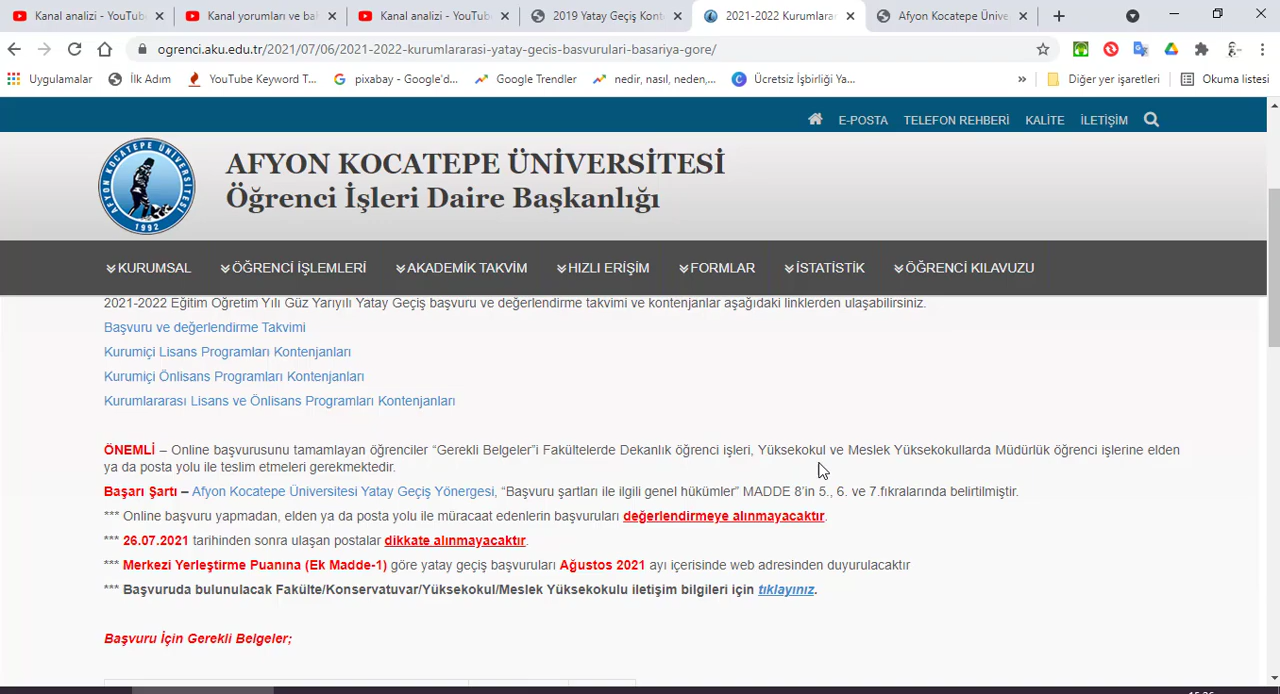 Kanal analizi - YouTu
Kanal yorumları ve bal
Kanal analizi - YouTu
2019 Yatay Geçiş Kont
2021-2022 Kurumlarar
Afyon Kocatepe Ünive
ogrenci.aku.edu.tr/2021/07/06/2021-2022-kurumlararasi-yatay-gecis-basvurulari-basariya-gore/
Uygulamalar
İlk Adım
YouTube Keyword T...
pixabay - Google'd...
Google Trendler
nedir, nasıl, neden,...
Ücretsiz İşbirliği Ya...
»
Diğer yer işaretleri
Okuma listesi
E-POSTA TELEFON REHBERİ KALİTE İLETİŞİM
AFYON KOCATEPE ÜNİVERSİTESİ
Öğrenci İşleri Daire Başkanlığı
AFYON KOCATEPE ÜNİVERSİTESİ
1992
KURUMSAL ÖĞRENCİ İŞLEMLERİ AKADEMİK TAKVİM HIZLI ERİŞİM FORMLAR İSTATİSTİK ÖĞRENCİ KILAVUZU
2021-2022 Eğitim Öğretim Yılı Güz Yarıyılı Yatay Geçiş başvuru ve değerlendirme takvimi ve kontenjanlar aşağıdaki linklerden ulaşabilirsiniz.
Başvuru ve değerlendirme Takvimi
Kurumiçi Lisans Programları Kontenjanları
Kurumiçi Önlisans Programları Kontenjanları
Kurumlararası Lisans ve Önlisans Programları Kontenjanları
ÖNEMLİ – Online başvurusunu tamamlayan öğrenciler “Gerekli Belgeler”i Fakültelerde Dekanlık öğrenci işleri, Yüksekokul ve Meslek Yüksekokullarda Müdürlük öğrenci işlerine elden
ya da posta yolu ile teslim etmeleri gerekmektedir.
Başarı Şartı – Afyon Kocatepe Üniversitesi Yatay Geçiş Yönergesi, “Başvuru şartları ile ilgili genel hükümler” MADDE 8’in 5., 6. ve 7.fıkralarında belirtilmiştir.
*** Online başvuru yapmadan, elden ya da posta yolu ile müracaat edenlerin başvuruları değerlendirmeye alınmayacaktır.
*** 26.07.2021 tarihinden sonra ulaşan postalar dikkate alınmayacaktır.
*** Merkezi Yerleştirme Puanına (Ek Madde-1) göre yatay geçiş başvuruları Ağustos 2021 ayı içerisinde web adresinden duyurulacaktır
*** Başvuruda bulunulacak Fakülte/Konservatuvar/Yüksekokul/Meslek Yüksekokulu iletişim bilgileri için tıklayınız.
Başvuru İçin Gerekli Belgeler;